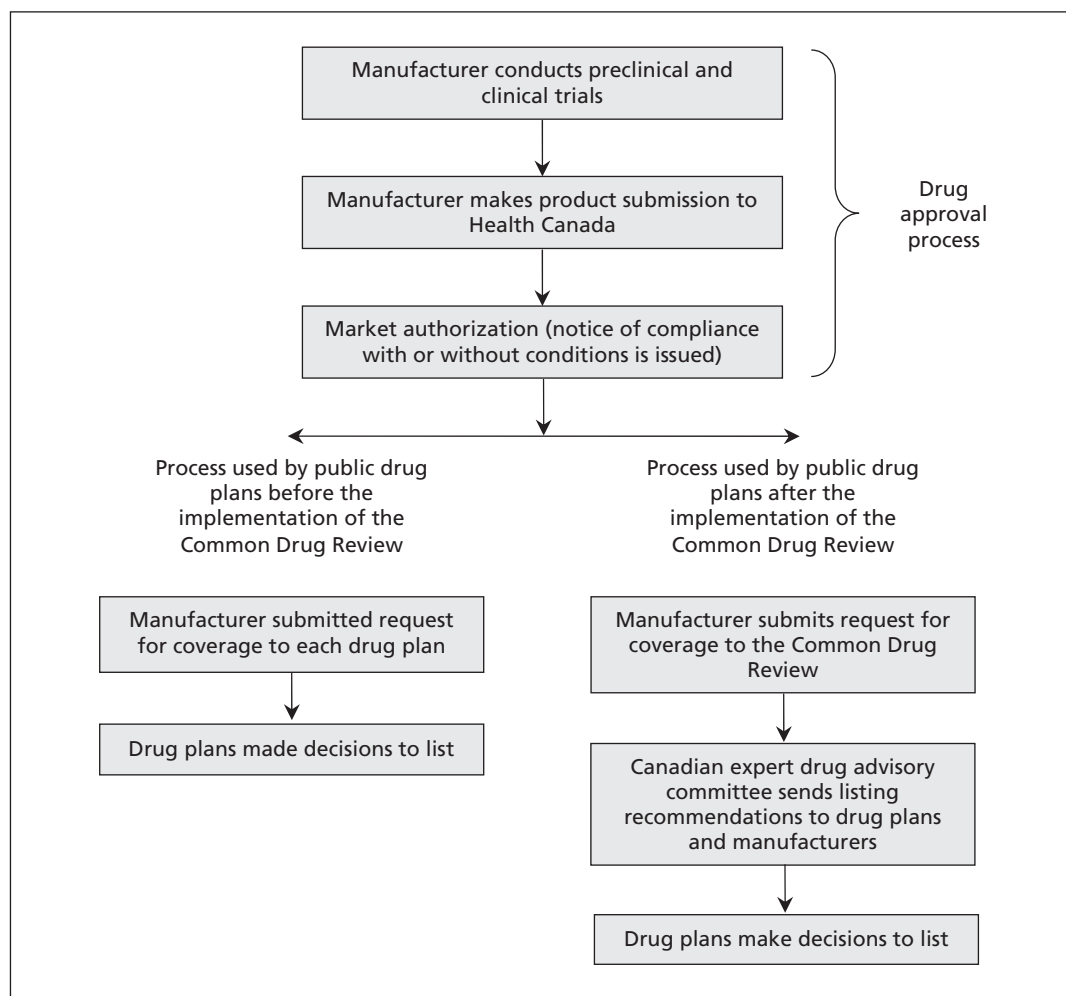 Manufacturer conducts preclinical and
clinical trials
Manufacturer makes product submission to
Health Canada
Market authorization (notice of compliance
with or without conditions is issued)
Drug
approval
process
Process used by public drug
plans before the
implementation of the
Common Drug Review
Manufacturer submitted request
for coverage to each drug plan
Drug plans made decisions to list
Process used by public drug
plans after the
implementation of the
Common Drug Review
Manufacturer submits request for
coverage to the Common Drug
Review
Canadian expert drug advisory
committee sends listing
recommendations to drug plans
and manufacturers
Drug plans make decisions to list